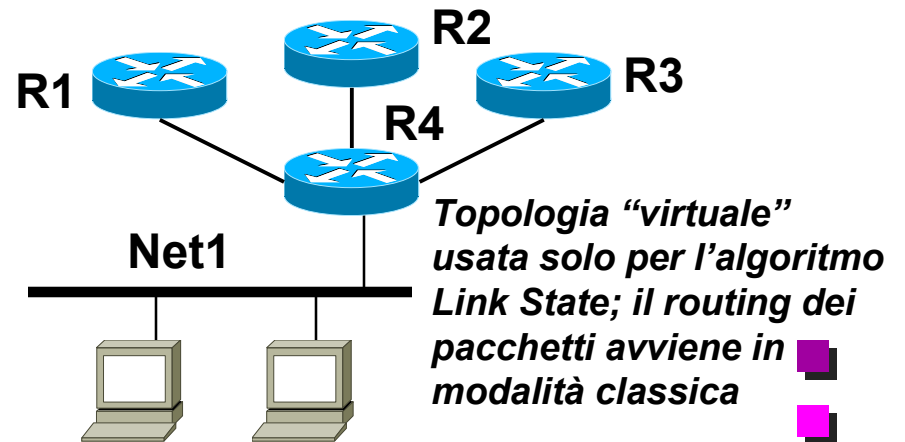 R2
R1
R3
R4
Net1
Topologia “virtuale”
usata solo per l’algoritmo
Link State; il routing dei
pacchetti avviene in
modalità classica